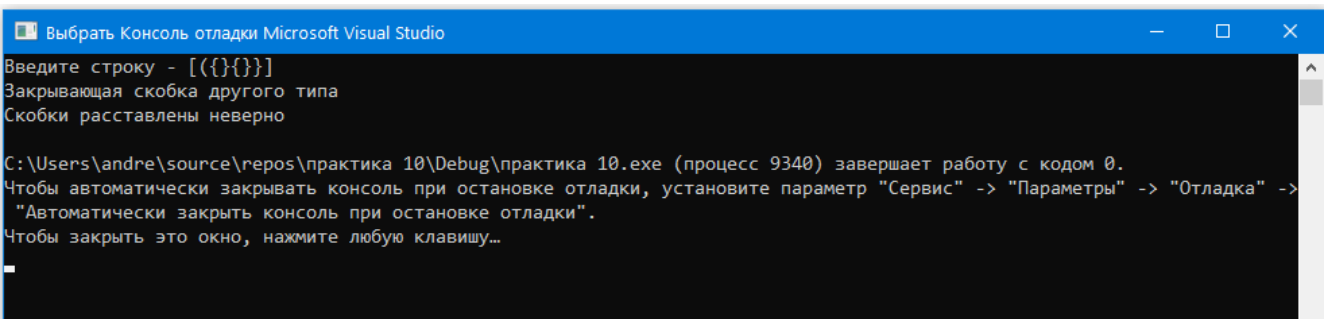 Выбрать Консоль отладки Microsoft Visual Studio
Введите строку - [({}{}}]
Закрывающая скобка другого типа
Скобки расставлены неверно
C:\Users\andre\source\repos\практика 10\Debug\практика 10.exe (процесс 9340) завершает работу с кодом 0.
Чтобы автоматически закрывать консоль при остановке отладки, установите параметр "Сервис" -> "Параметры" -> "Отладка" ->
"Автоматически закрыть консоль при остановке отладки".
Чтобы закрыть это окно, нажмите любую клавишу…